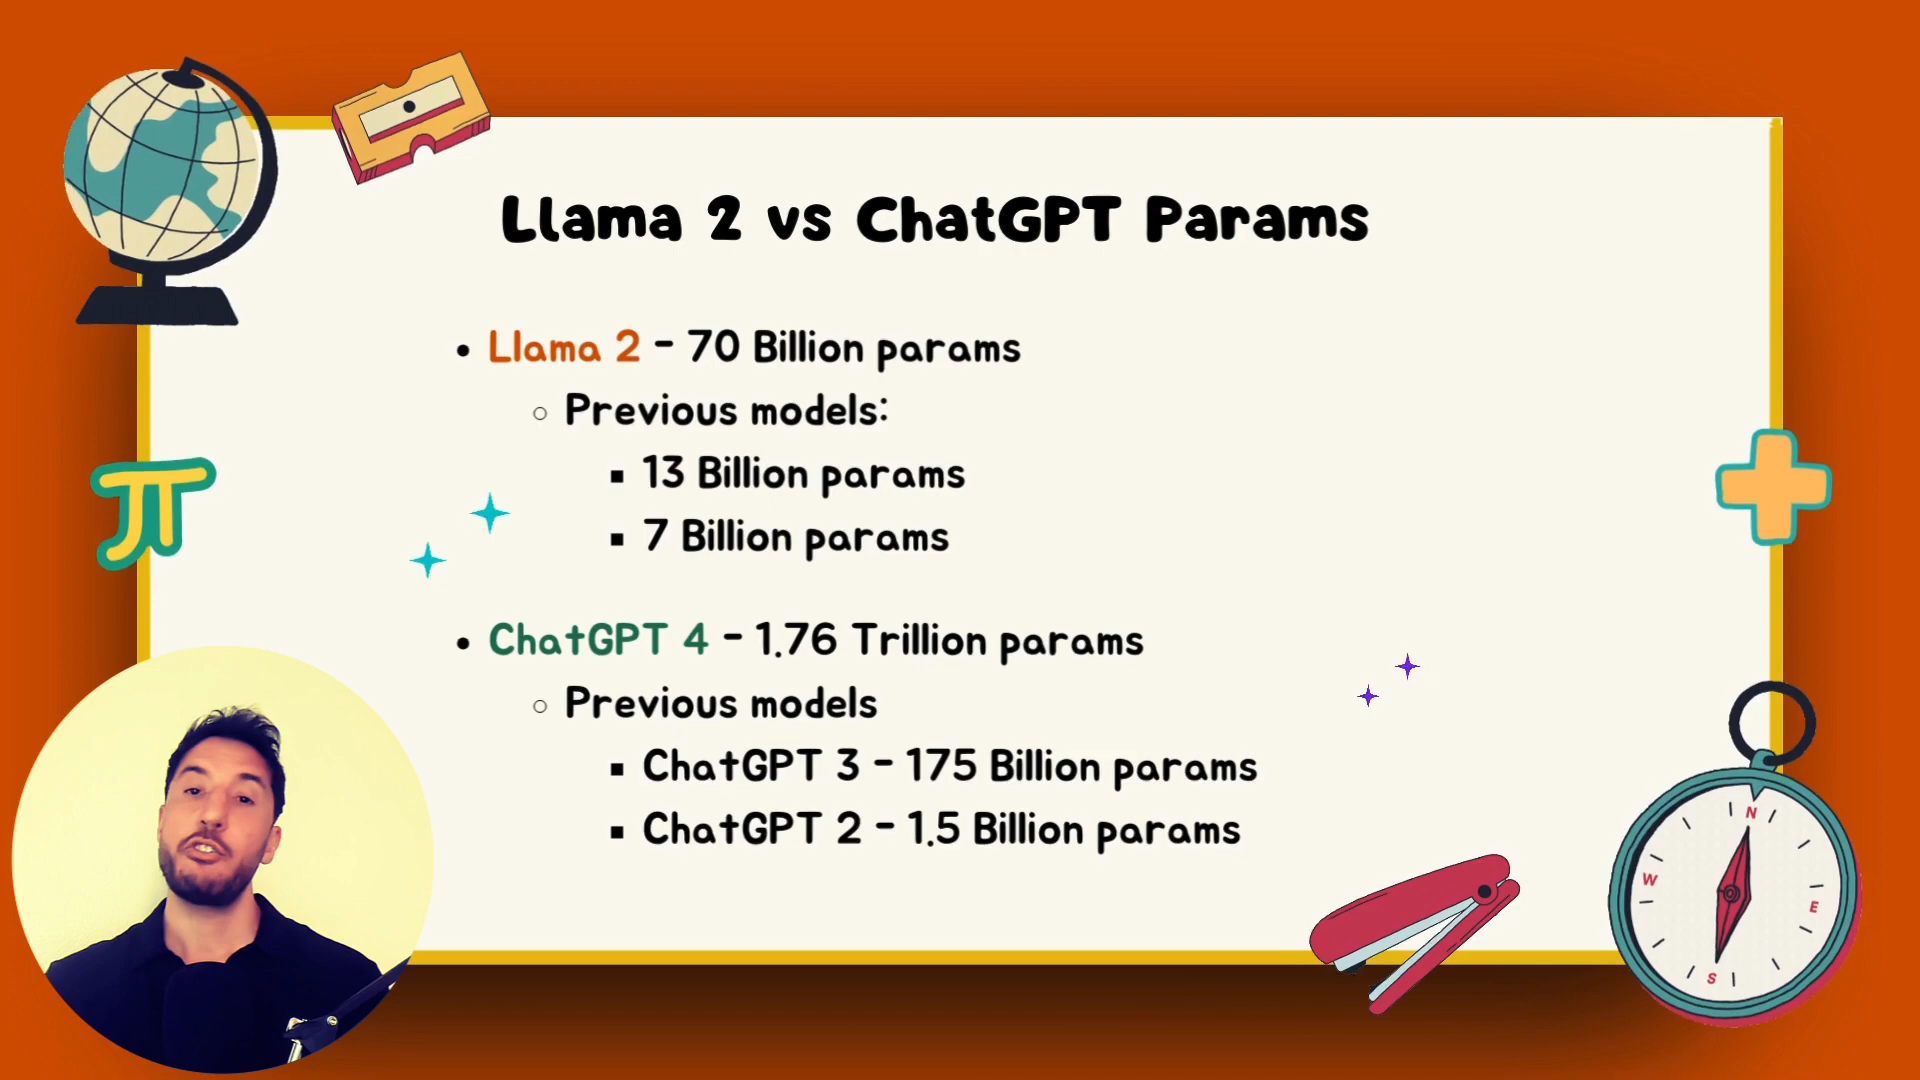 Llama 2 vs ChatGPT Params
• Llama 2 - 70 Billion params
○ Previous models:
▪ 13 Billion params
▪ 7 Billion params
• ChatGPT 4 - 1.76 Trillion params
○ Previous models
▪ ChatGPT 3 - 175 Billion params
▪ ChatGPT 2 - 1.5 Billion params
π
N
W
E
S